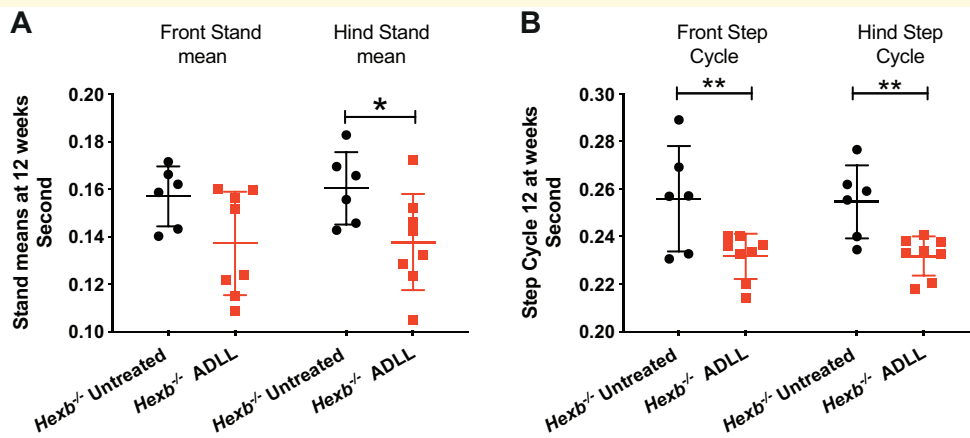 A
Front Stand
mean
Hind Stand
mean
Stand means at 12 weeks
Second
0.20
0.18
0.16
0.14
0.12
0.10
*
Hexb-/- Untreated
Hexb-/- ADLL
Hexb-/- Untreated
Hexb-/- ADLL
B
Front Step
Cycle
Hind Step
Cycle
Step Cycle 12 at weeks
Second
0.30
0.28
0.26
0.24
0.22
0.20
**
**
Hexb-/- Untreated
Hexb-/- ADLL
Hexb-/- Untreated
Hexb-/- ADLL